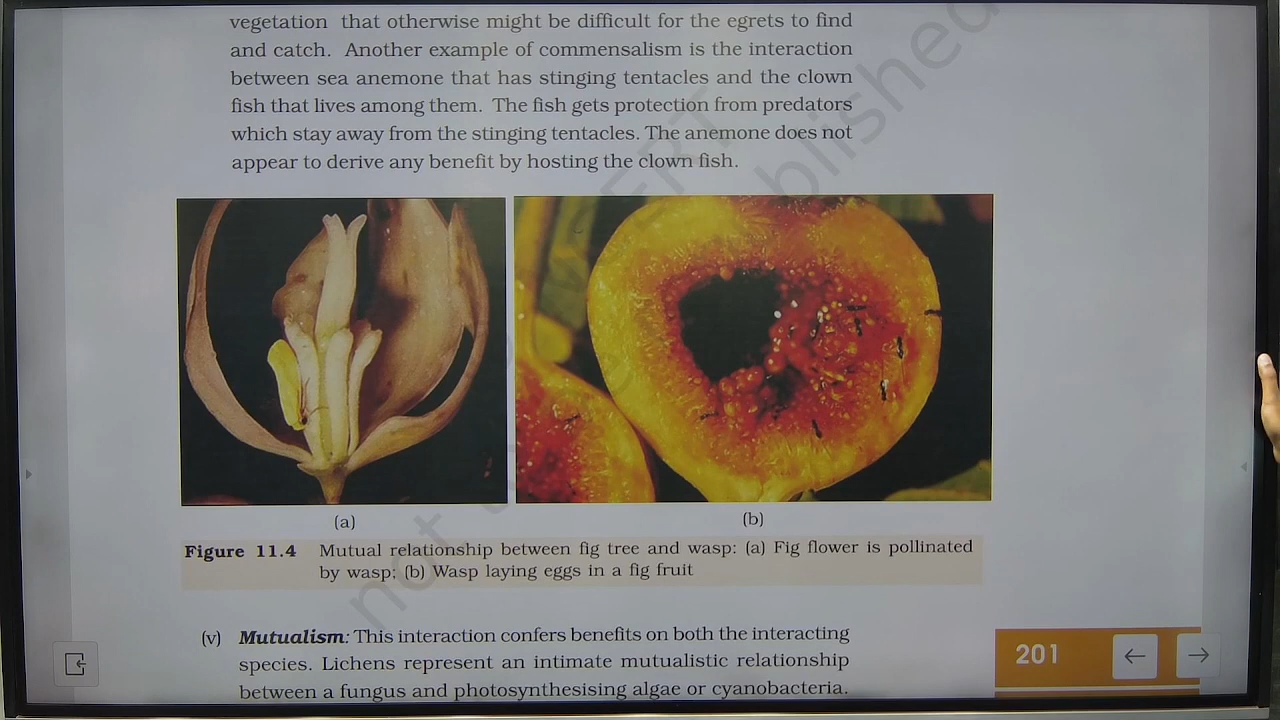 vegetation that otherwise might be difficult for the egrets to find
and catch. Another example of commensalism is the interaction
between sea anemone that has stinging tentacles and the clown
fish that lives among them. The fish gets protection from predators
which stay away from the stinging tentacles. The anemone does not
appear to derive any benefit by hosting the clown fish.
(a)
(b)
Figure 11.4 Mutual relationship between fig tree and wasp: (a) Fig flower is pollinated
by wasp; (b) Wasp laying eggs in a fig fruit
(v) Mutualism: This interaction confers benefits on both the interacting
species. Lichens represent an intimate mutualistic relationship
between a fungus and photosynthesising algae or cyanobacteria.
201